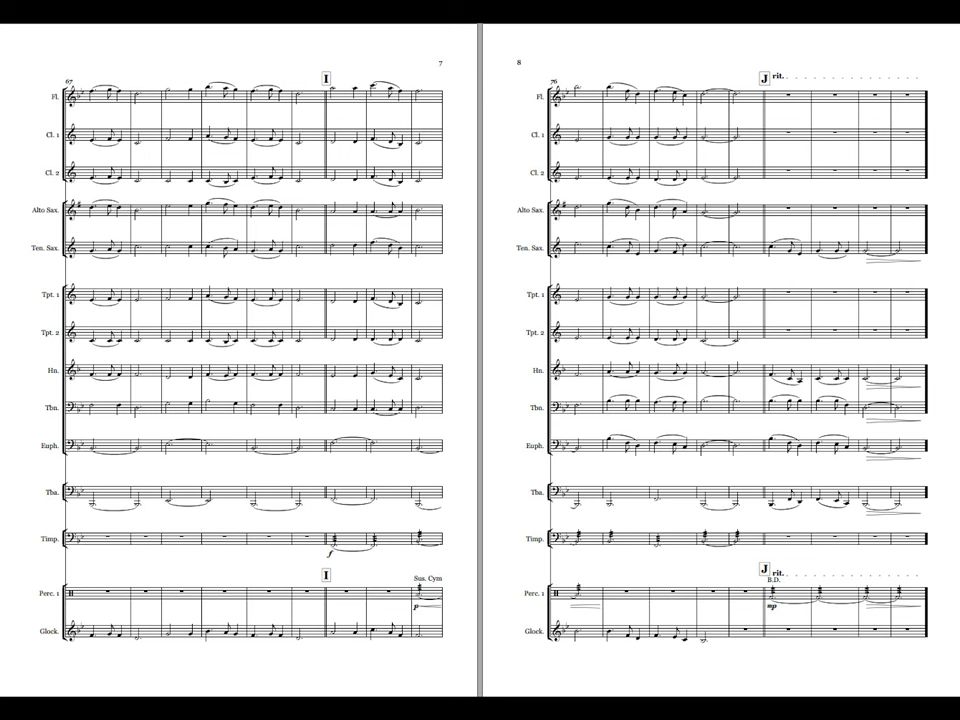 7
67
I
Fl.
Cl. 1
Cl. 2
Alto Sax.
Ten. Sax.
Tpt. 1
Tpt. 2
Hn.
Tbn.
Euph.
Tba.
Timp.
f
I
Sus. Cym
Perc. 1
p
Glock.
8
76
J rit.
Fl.
Cl. 1
Cl. 2
Alto Sax.
Ten. Sax.
Tpt. 1
Tpt. 2
Hn.
Tbn.
Euph.
Tba.
Timp.
J rit.
B.D.
Perc. 1
mp
Glock.